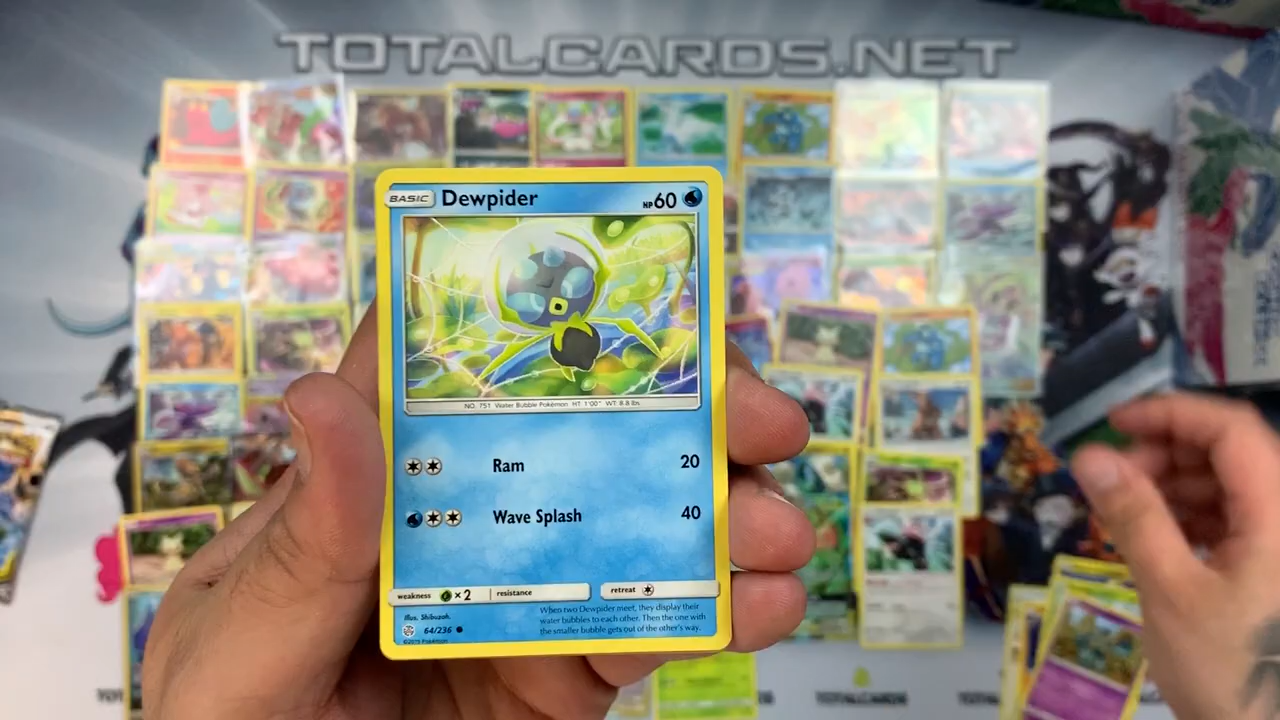 TOTALCARDS.NET
BASIC Dewpider HP 60
NO. 751 Water Bubble Pokémon HT: 1'00" WT: 8.8 lbs.
Ram 20
Wave Splash 40
weakness ×2 resistance retreat
Illus. Shibuzoh.
64/236
When two Dewpider meet, they display their
water bubbles to each other. Then the one with
the smaller bubble gets out of the other's way.
TOTALCARDS